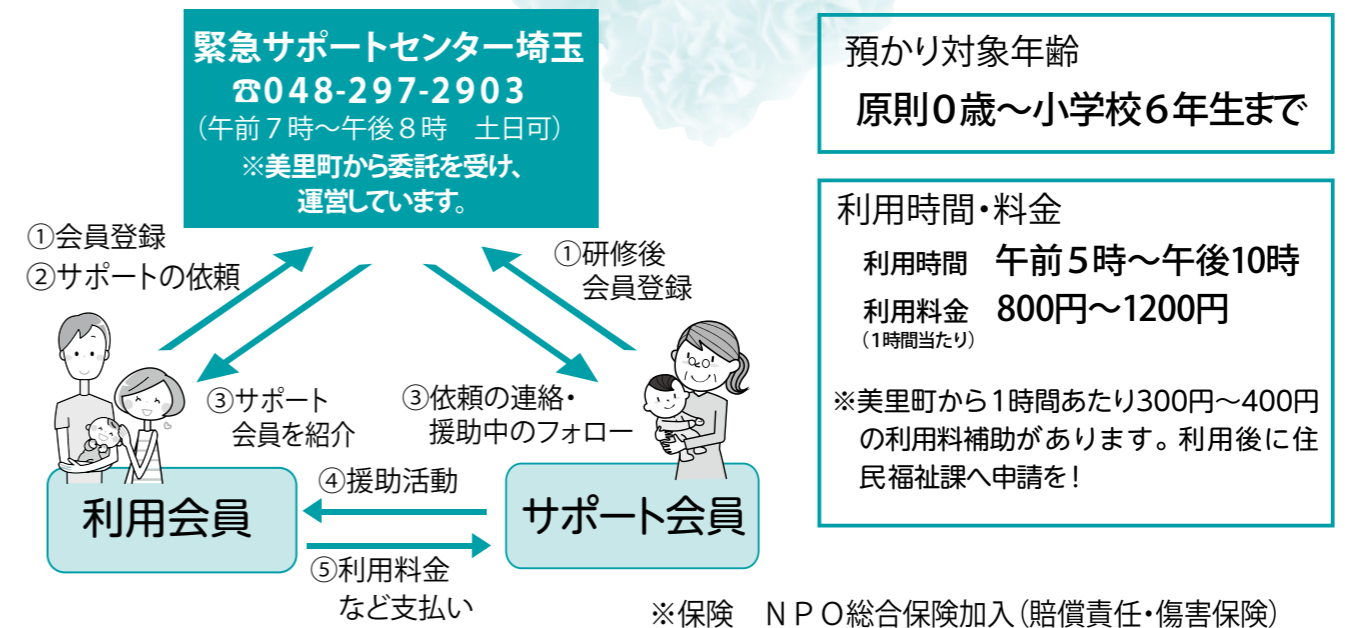 緊急サポートセンター埼玉
☎048-297-2903
（午前７時〜午後８時　土日可）
※美里町から委託を受け、
運営しています。
①会員登録
②サポートの依頼
①研修後
会員登録
③サポート
会員を紹介
③依頼の連絡・
援助中のフォロー
④援助活動
利用会員
サポート会員
⑤利用料金
など支払い
預かり対象年齢
原則０歳〜小学校６年生まで
利用時間・料金
利用時間　午前５時〜午後10時
利用料金　800円〜1200円
（1時間当たり）
※美里町から１時間あたり300円〜400円
の利用料補助があります。利用後に住
民福祉課へ申請を！
※保険　ＮＰＯ総合保険加入（賠償責任・傷害保険）